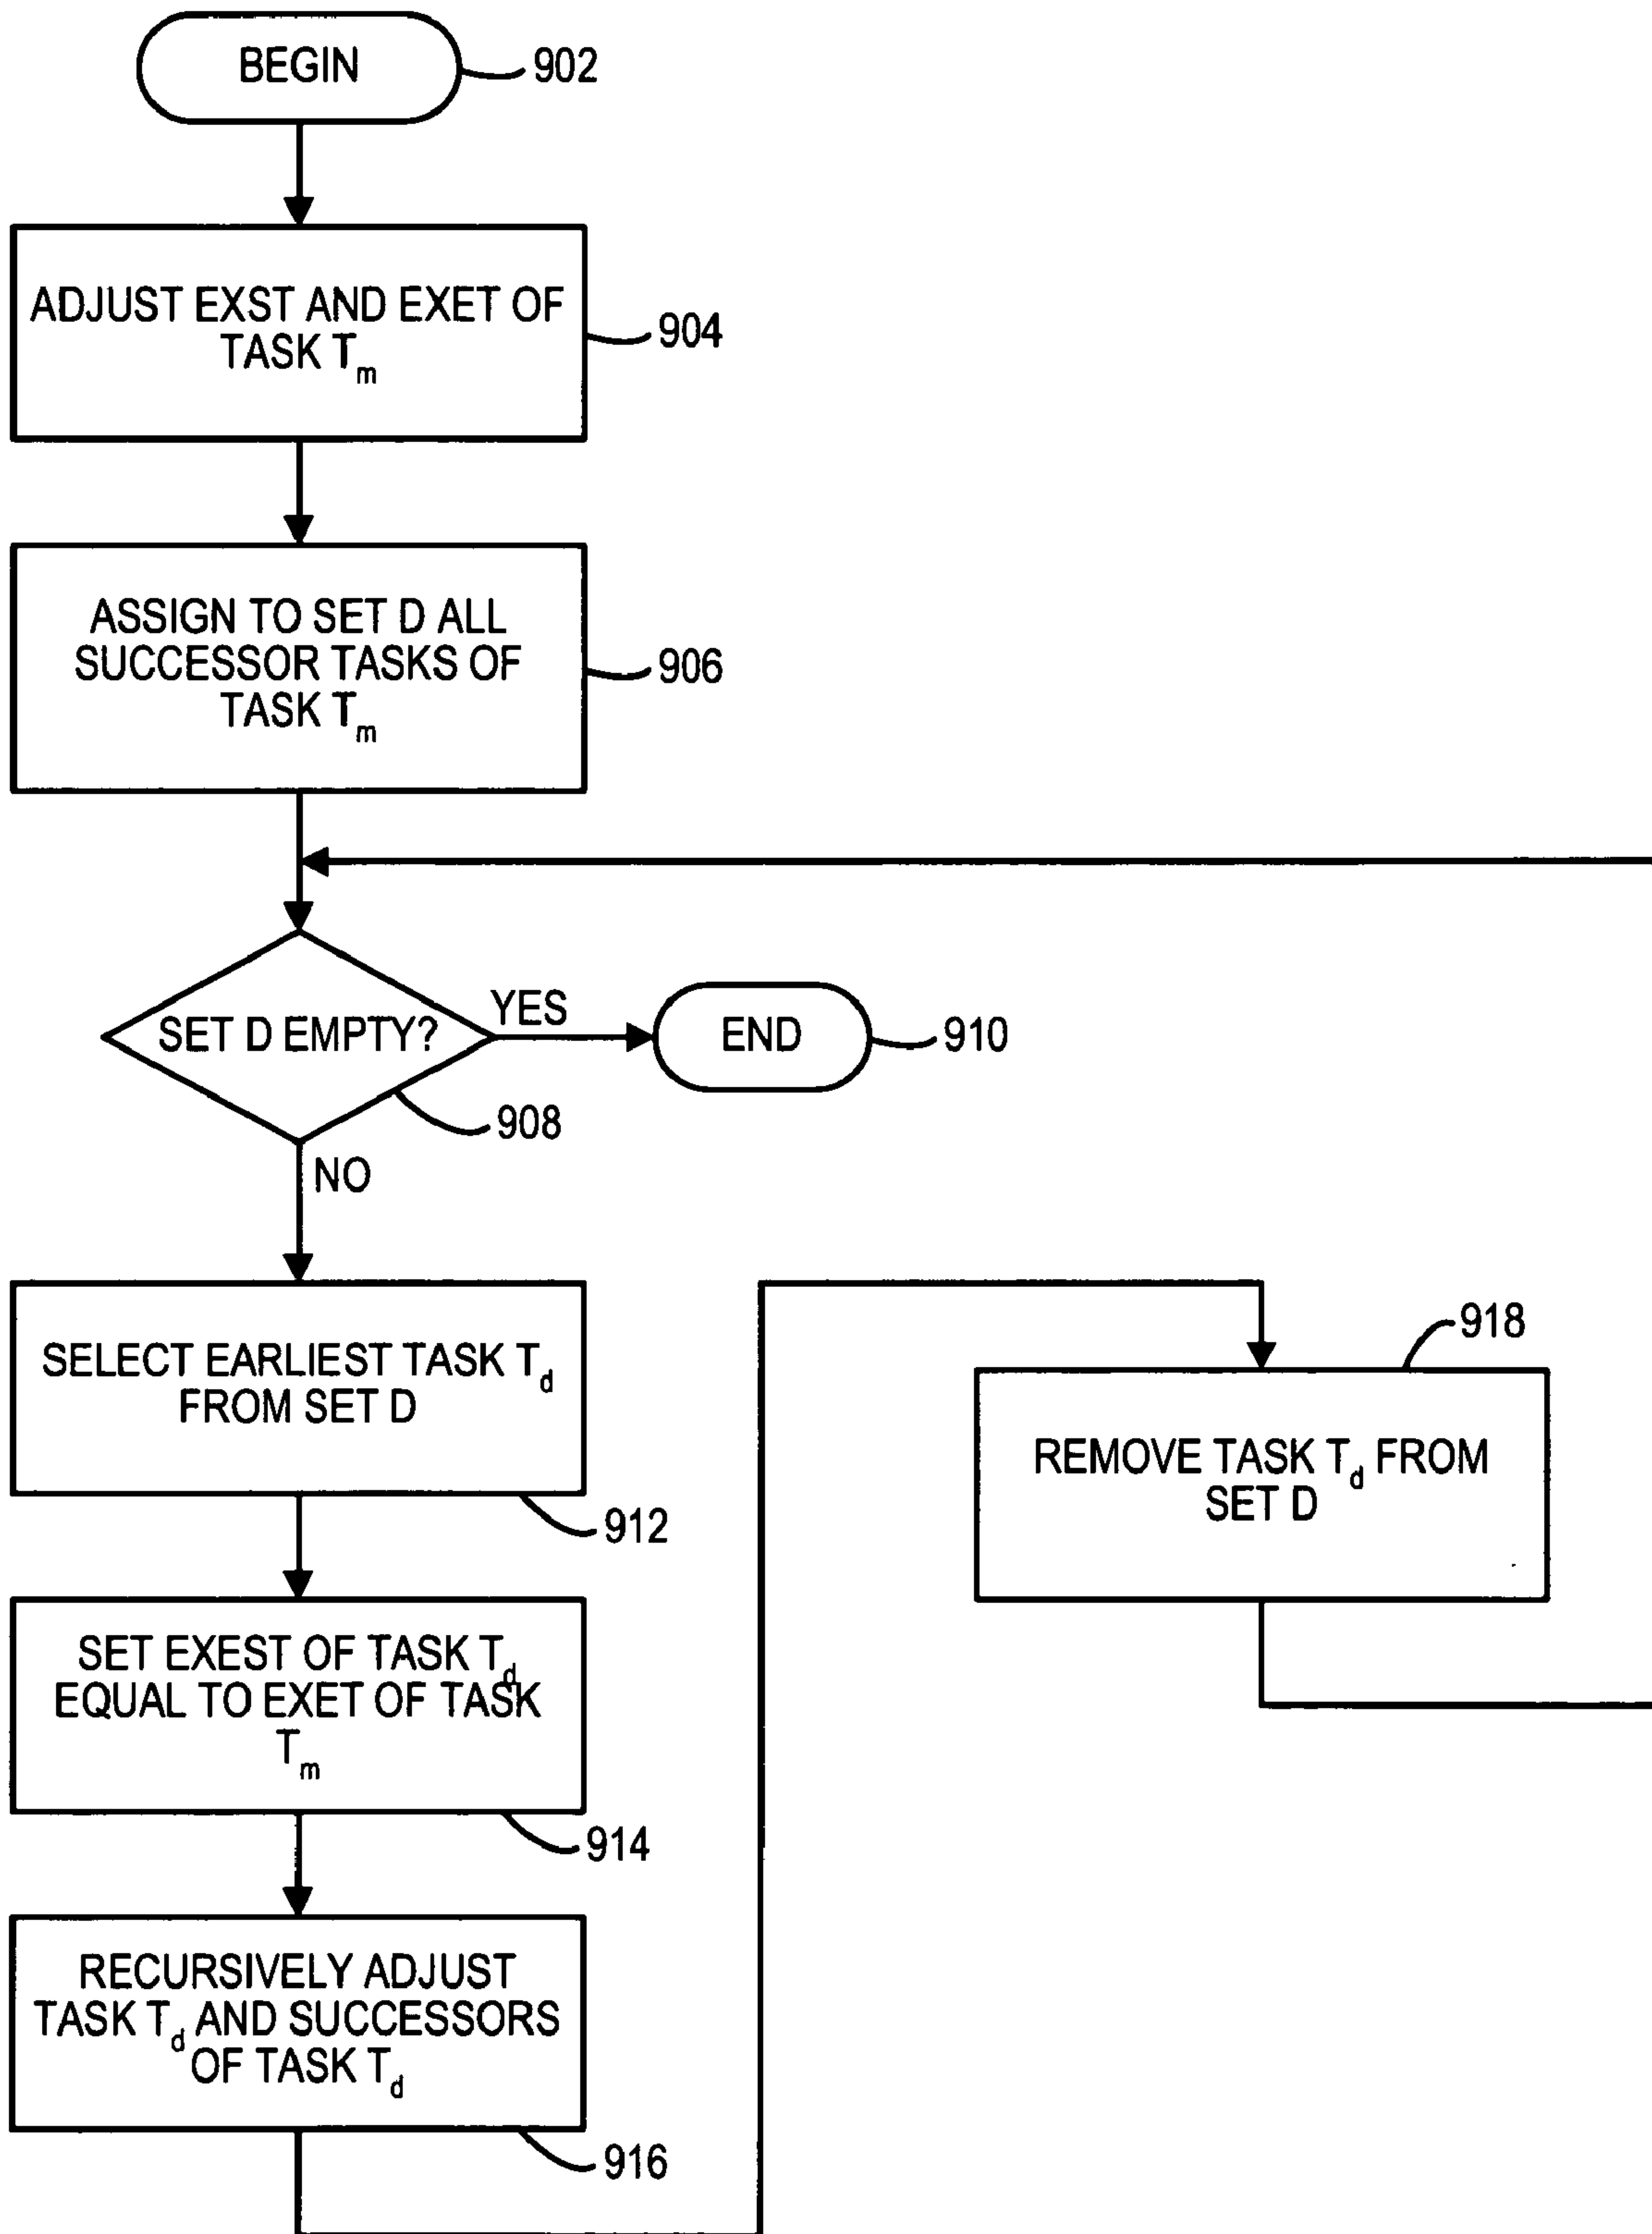 BEGIN
902
ADJUST EXST AND EXET OF
TASK Tm
904
ASSIGN TO SET D ALL
SUCCESSOR TASKS OF
TASK Tm
906
SET D EMPTY?
YES
END
910
908
NO
SELECT EARLIEST TASK Td
FROM SET D
912
SET EXEST OF TASK Td
EQUAL TO EXET OF TASK
Tm
914
RECURSIVELY ADJUST
TASK Td AND SUCCESSORS
OF TASK Td
916
918
REMOVE TASK Td FROM
SET D